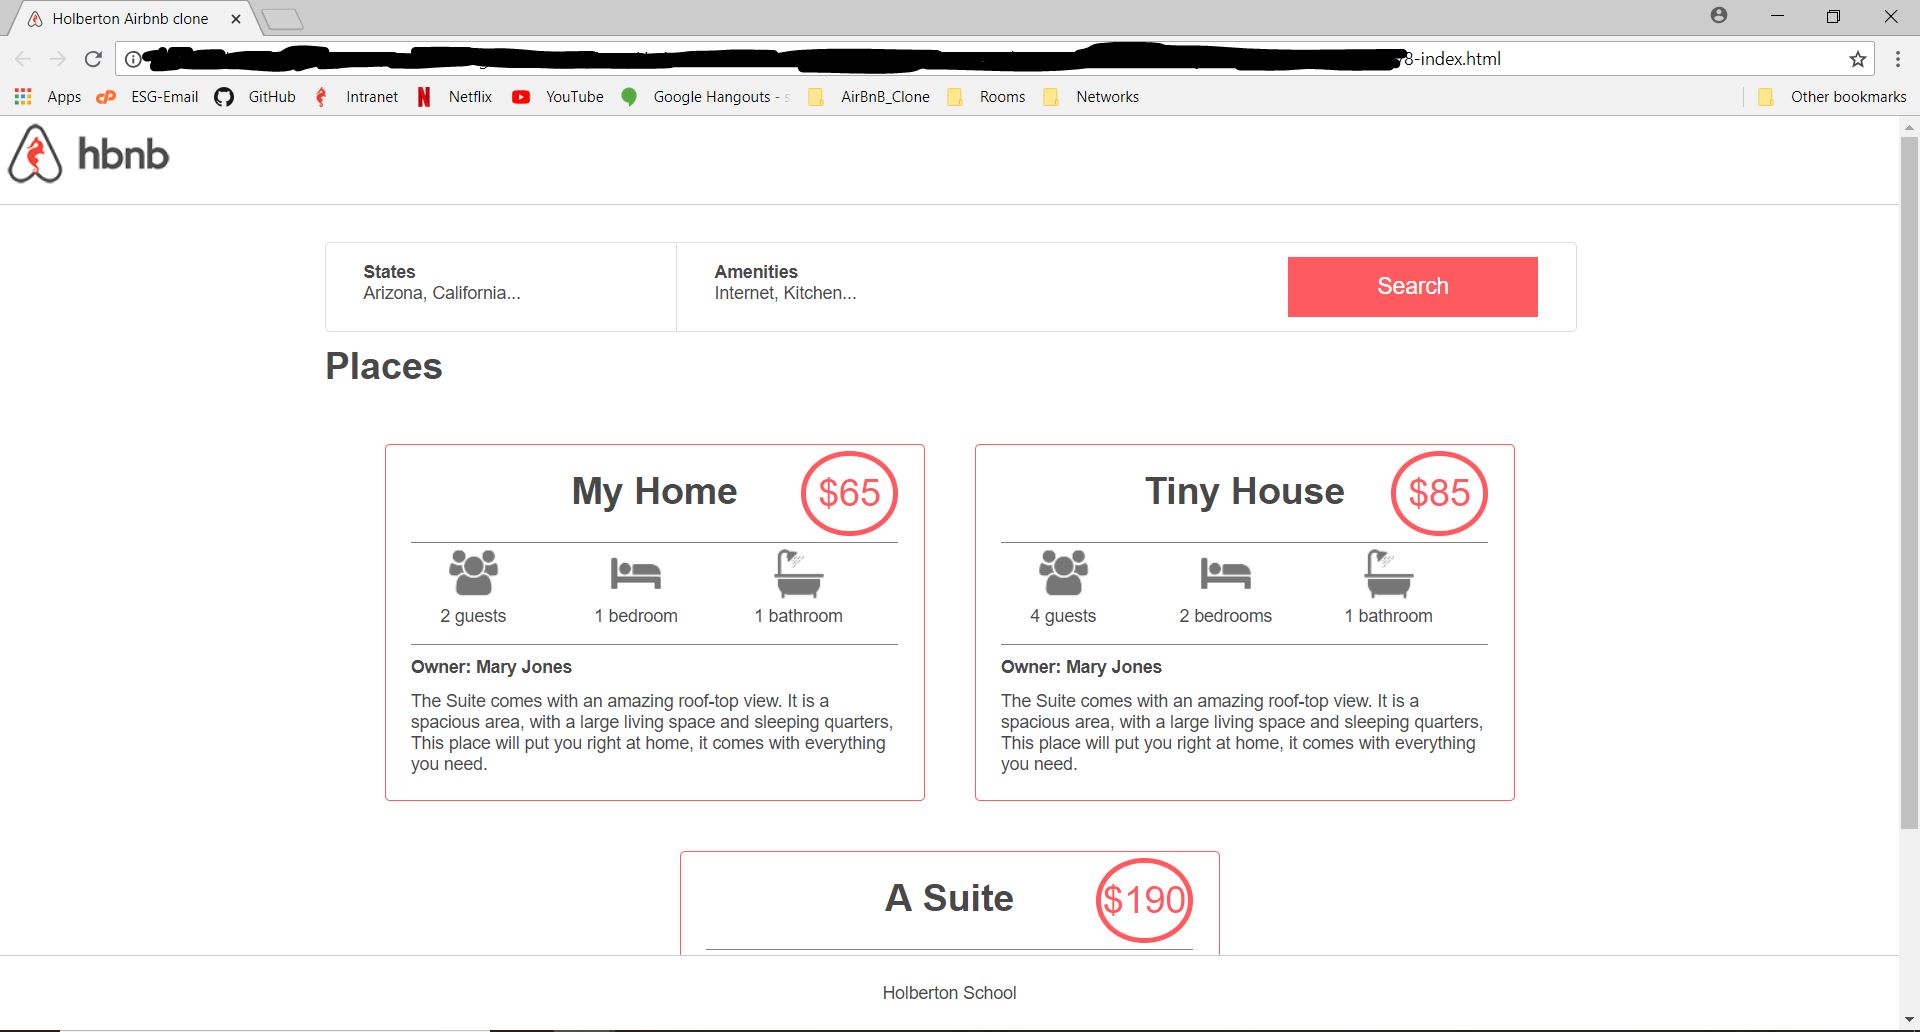 Holberton Airbnb clone
8-index.html
Apps ESG-Email GitHub Intranet Netflix YouTube Google Hangouts - AirBnB_Clone Rooms Networks Other bookmarks
hbnb
States
Arizona, California...
Amenities
Internet, Kitchen...
Search
Places
My Home $65
2 guests 1 bedroom 1 bathroom
Owner: Mary Jones
The Suite comes with an amazing roof-top view. It is a
spacious area, with a large living space and sleeping quarters,
This place will put you right at home, it comes with everything
you need.
Tiny House $85
4 guests 2 bedrooms 1 bathroom
Owner: Mary Jones
The Suite comes with an amazing roof-top view. It is a
spacious area, with a large living space and sleeping quarters,
This place will put you right at home, it comes with everything
you need.
A Suite $190
Holberton School